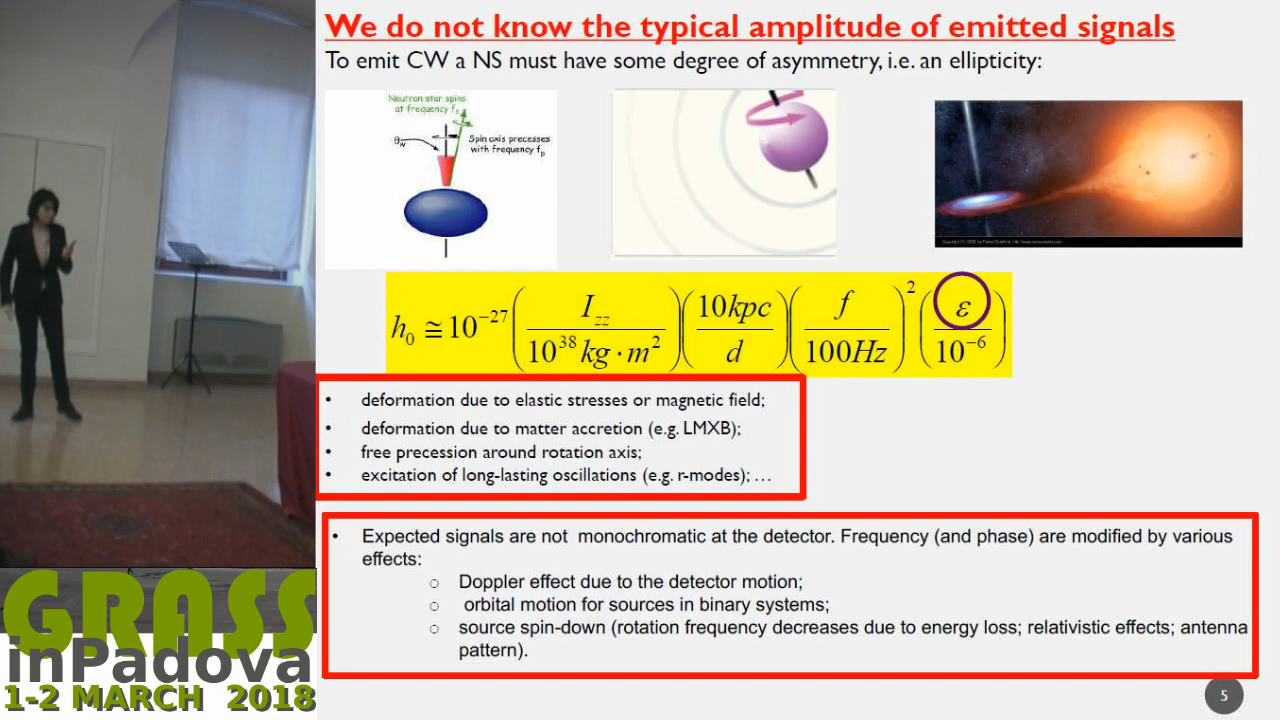 We do not know the typical amplitude of emitted signals
To emit CW a NS must have some degree of asymmetry, i.e. an ellipticity:
Neutron star spins
at frequency fs
θw
Spin axis precesses
with frequency fp
h₀ ≅ 10⁻²⁷ (I_zz / 10³⁸ kg · m²) (10kpc / d) (f / 100Hz)² (ε / 10⁻⁶)
• deformation due to elastic stresses or magnetic field;
• deformation due to matter accretion (e.g. LMXB);
• free precession around rotation axis;
• excitation of long-lasting oscillations (e.g. r-modes); …
• Expected signals are not monochromatic at the detector. Frequency (and phase) are modified by various
effects:
○ Doppler effect due to the detector motion;
○ orbital motion for sources in binary systems;
○ source spin-down (rotation frequency decreases due to energy loss; relativistic effects; antenna
pattern).
GRASS
inPadova
1-2 MARCH 2018
5